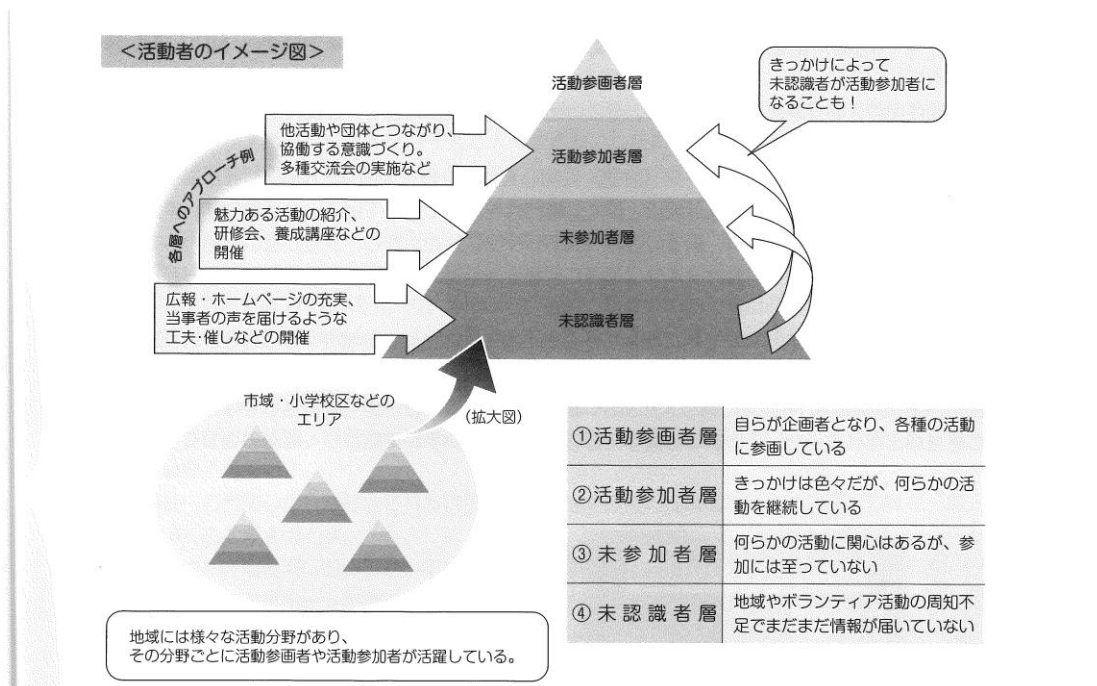 ＜活動者のイメージ図＞
活動参画者層
きっかけによって
未認識者が活動参加者に
なることも！
各層へのアプローチ例
他活動や団体とつながり、
協働する意識づくり。
多種交流会の実施など
活動参加者層
魅力ある活動の紹介、
研修会、養成講座などの
開催
未参加者層
広報・ホームページの充実、
当事者の声を届けるような
工夫・催しなどの開催
未認識者層
市域・小学校区などの
エリア
（拡大図）
①活動参画者層
自らが企画者となり、各種の活動
に参画している
②活動参加者層
きっかけは色々だが、何らかの活
動を継続している
③未参加者層
何らかの活動に関心はあるが、参
加には至っていない
④未認識者層
地域やボランティア活動の周知不
足でまだまだ情報が届いていない
地域には様々な活動分野があり、
その分野ごとに活動参画者や活動参加者が活躍している。